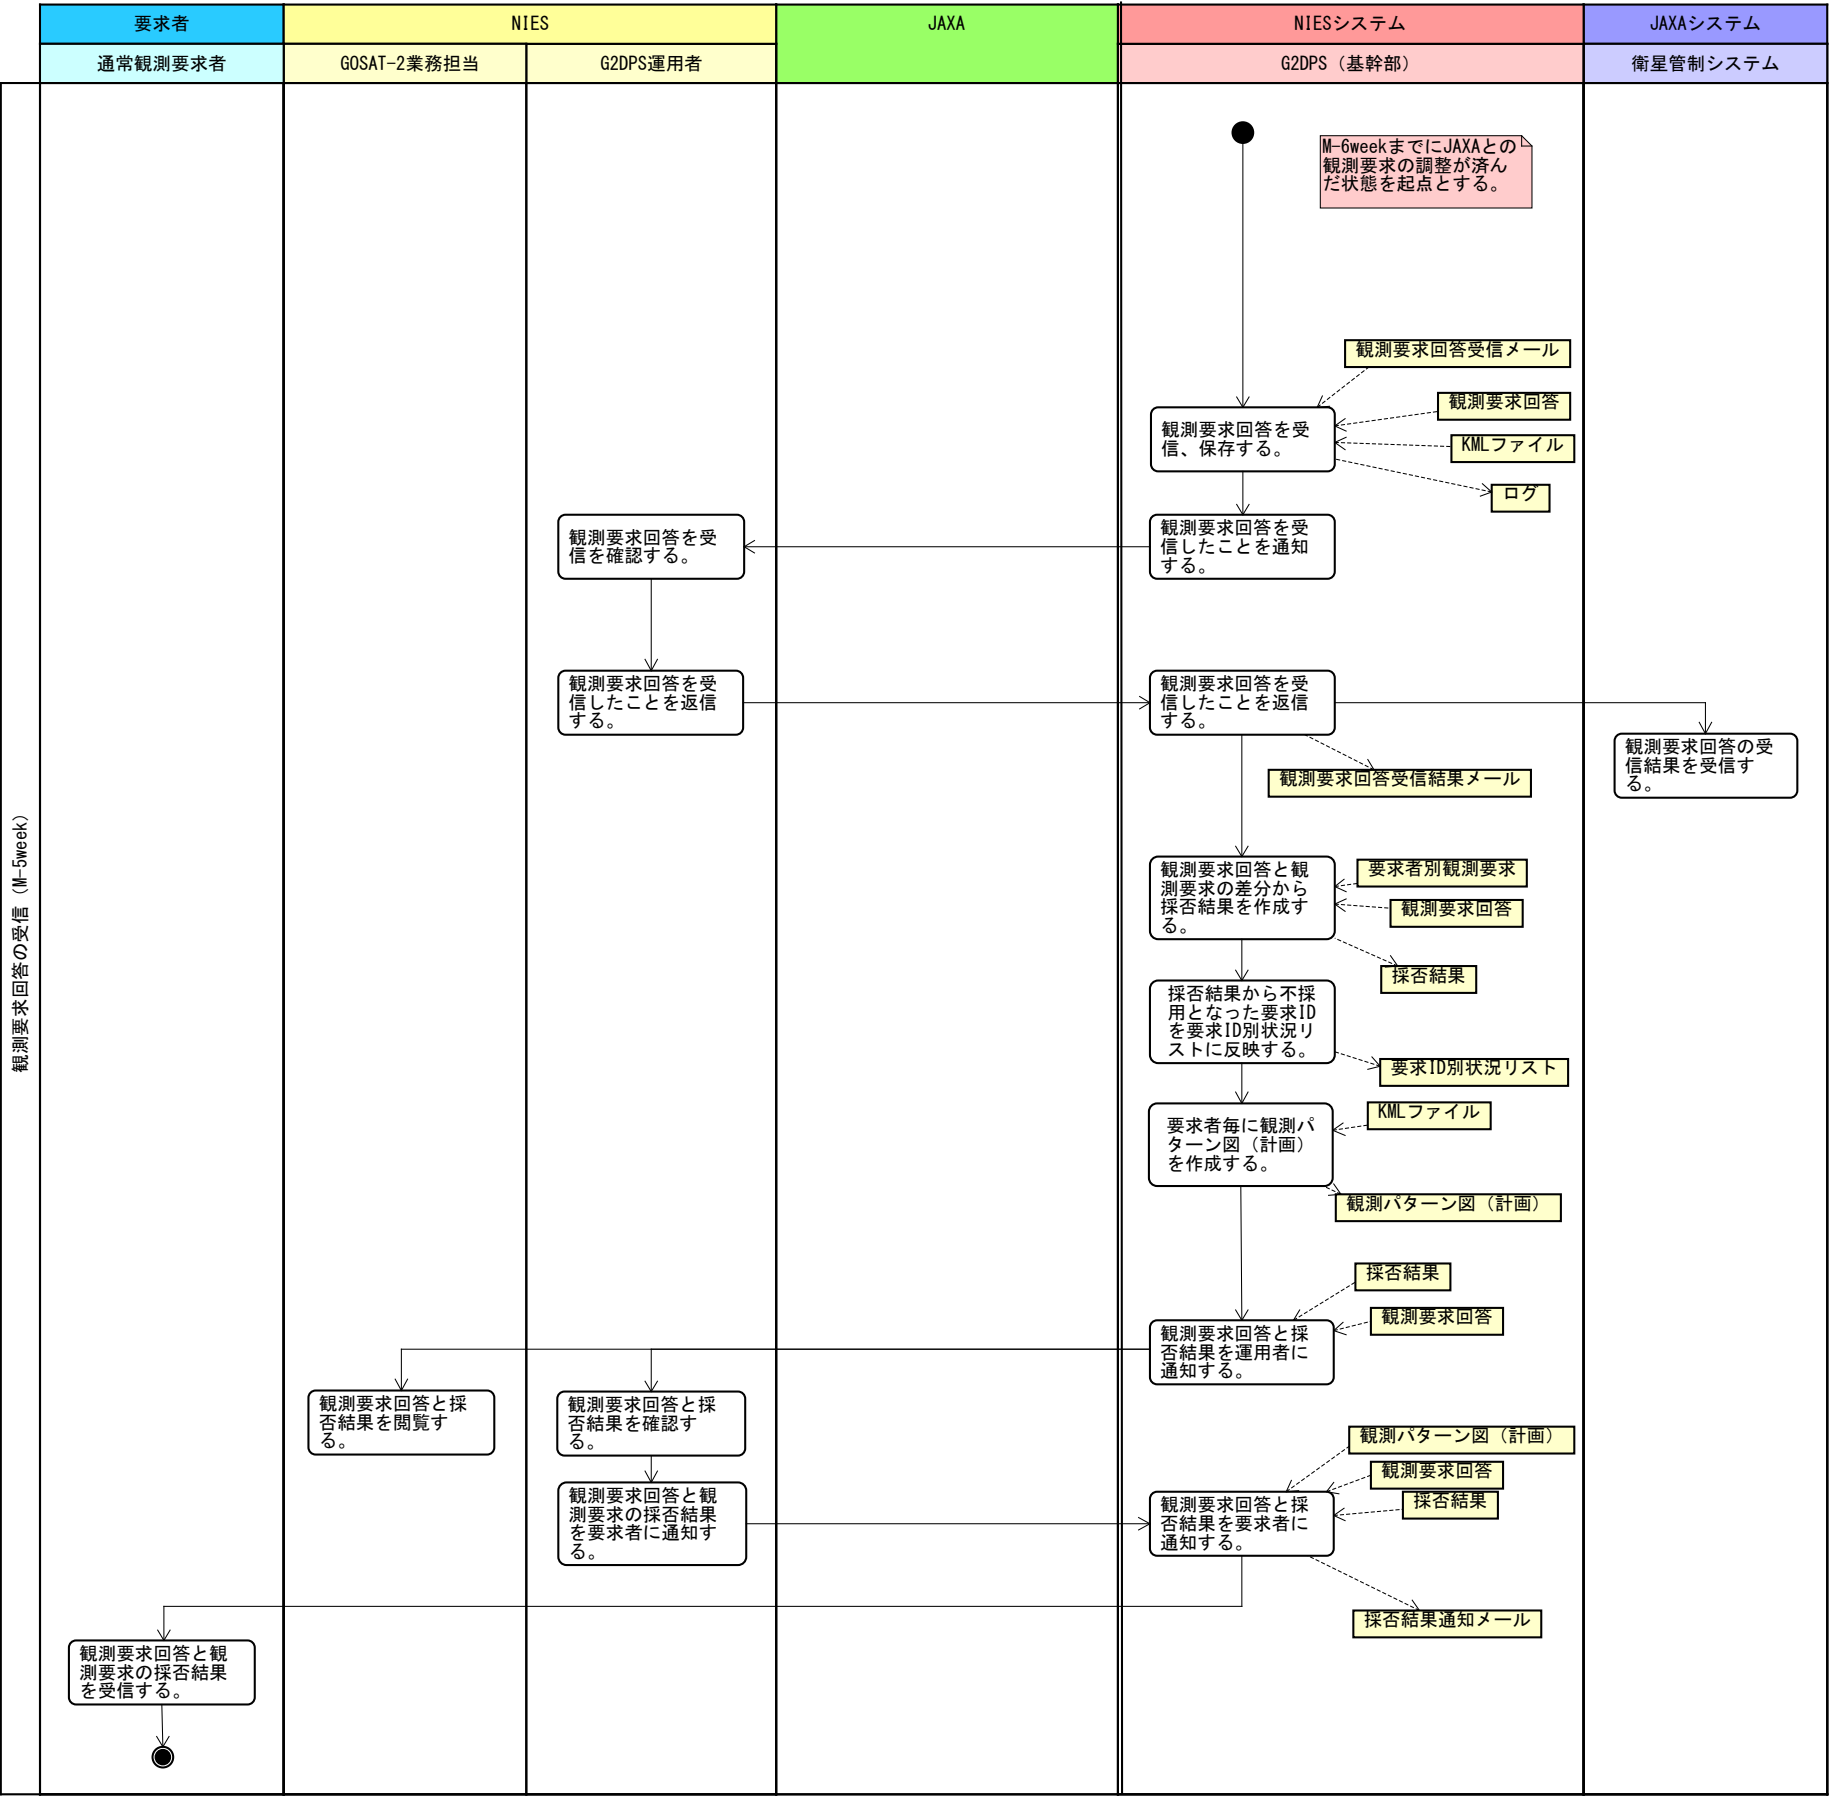 要求者
NIES
JAXA
NIESシステム
JAXAシステム
通常観測要求者
GOSAT-2業務担当
G2DPS運用者
G2DPS（基幹部）
衛星管制システム
観測要求回答の受信（M-5week）
M-6weekまでにJAXAとの
観測要求の調整が済ん
だ状態を起点とする。
観測要求回答受信メール
観測要求回答
KMLファイル
ログ
観測要求回答を受
信、保存する。
観測要求回答を受
信したことを通知
する。
観測要求回答を受
信を確認する。
観測要求回答を受
信したことを返信
する。
観測要求回答を受
信したことを返信
する。
観測要求回答の受
信結果を受信す
る。
観測要求回答受信結果メール
観測要求回答と観
測要求の差分から
採否結果を作成す
る。
要求者別観測要求
観測要求回答
採否結果
採否結果から不採
用となった要求ID
を要求ID別状況リ
ストに反映する。
要求ID別状況リスト
要求者毎に観測パ
ターン図（計画）
を作成する。
KMLファイル
観測パターン図（計画）
採否結果
観測要求回答
観測要求回答と採
否結果を運用者に
通知する。
観測要求回答と採
否結果を閲覧す
る。
観測要求回答と採
否結果を確認す
る。
観測要求回答と観
測要求の採否結果
を要求者に通知す
る。
観測パターン図（計画）
観測要求回答
採否結果
観測要求回答と採
否結果を要求者に
通知する。
採否結果通知メール
観測要求回答と観
測要求の採否結果
を受信する。